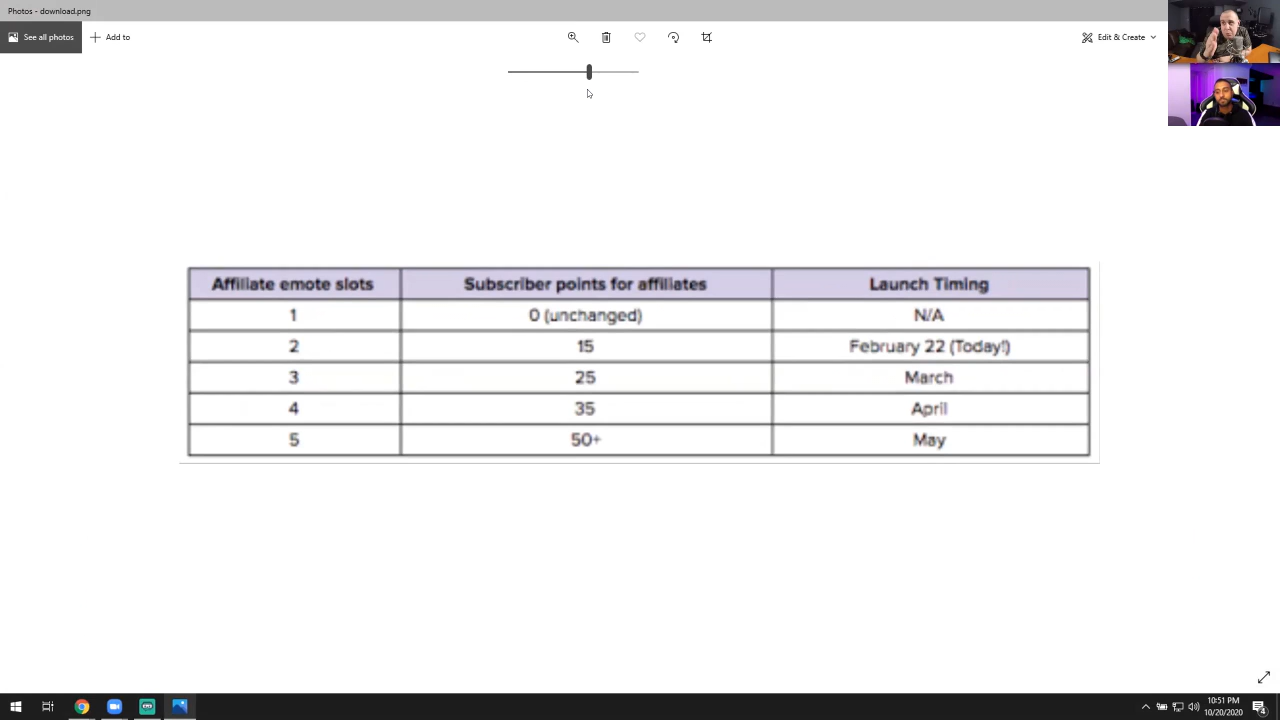 Photos - download.png
See all photos
Add to
Edit & Create
Affiliate emote slots Subscriber points for affiliates Launch Timing
1 0 (unchanged) N/A
2 15 February 22 (Today!)
3 25 March
4 35 April
5 50+ May
10:51 PM
10/20/2020
4